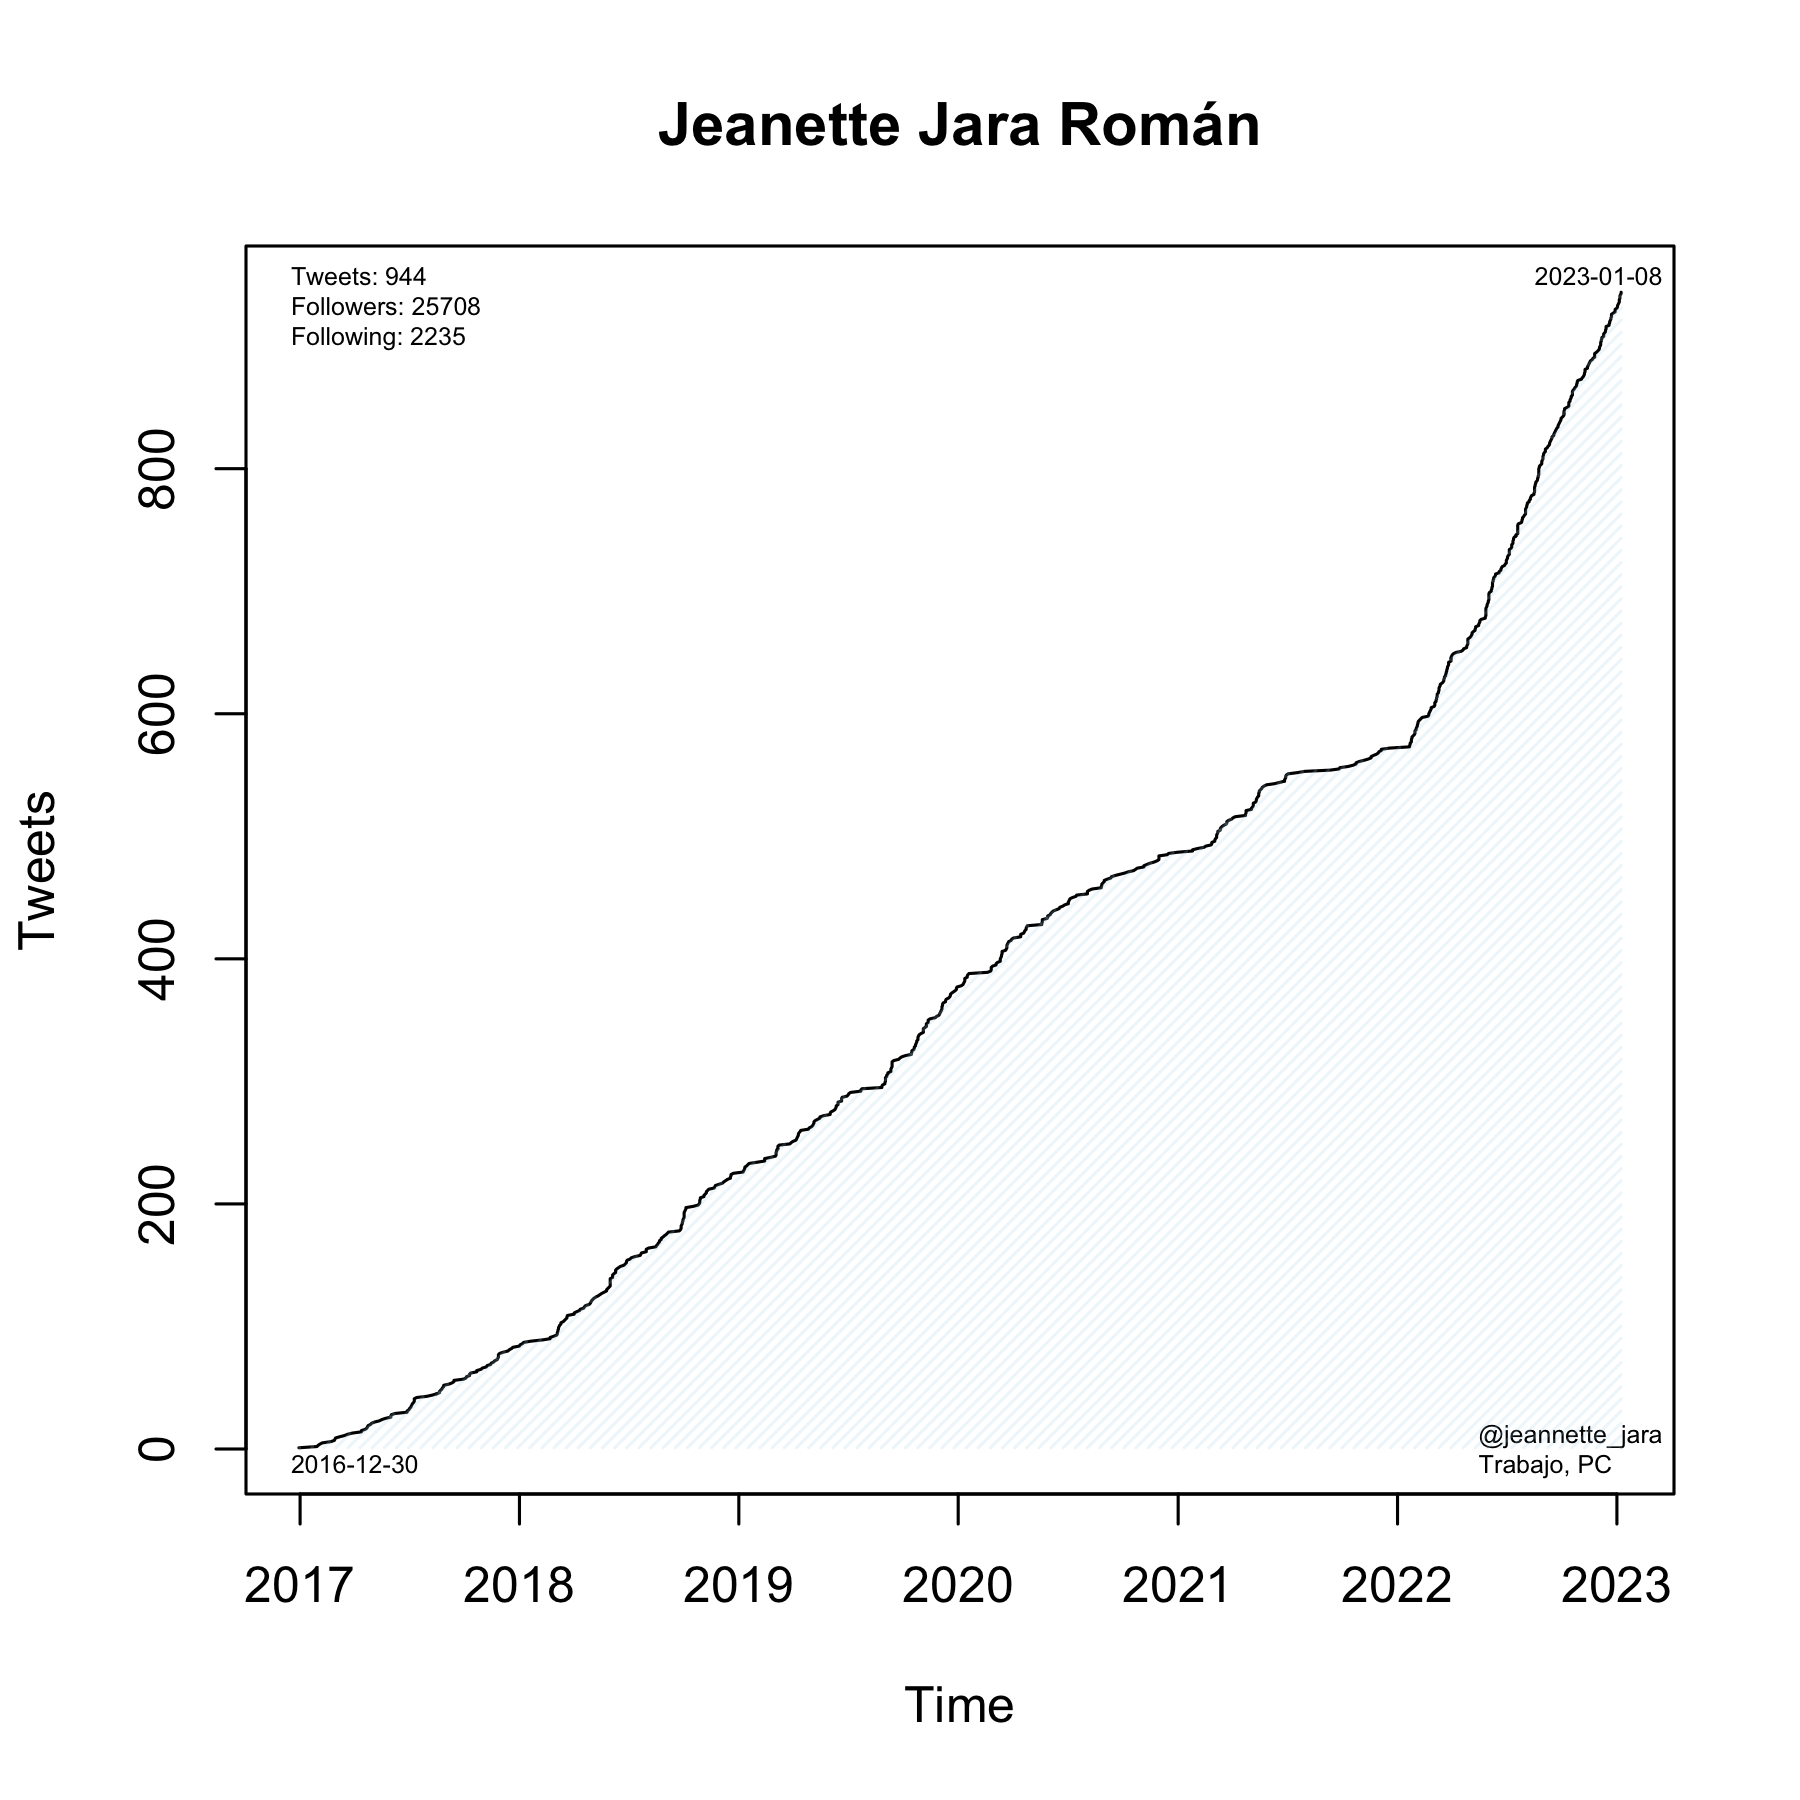 Jeanette Jara Román
Tweets: 944
Followers: 25708
Following: 2235
2023-01-08
Tweets
800
600
400
200
0
2016-12-30
@jeannette_jara
Trabajo, PC
2017 2018 2019 2020 2021 2022 2023
Time